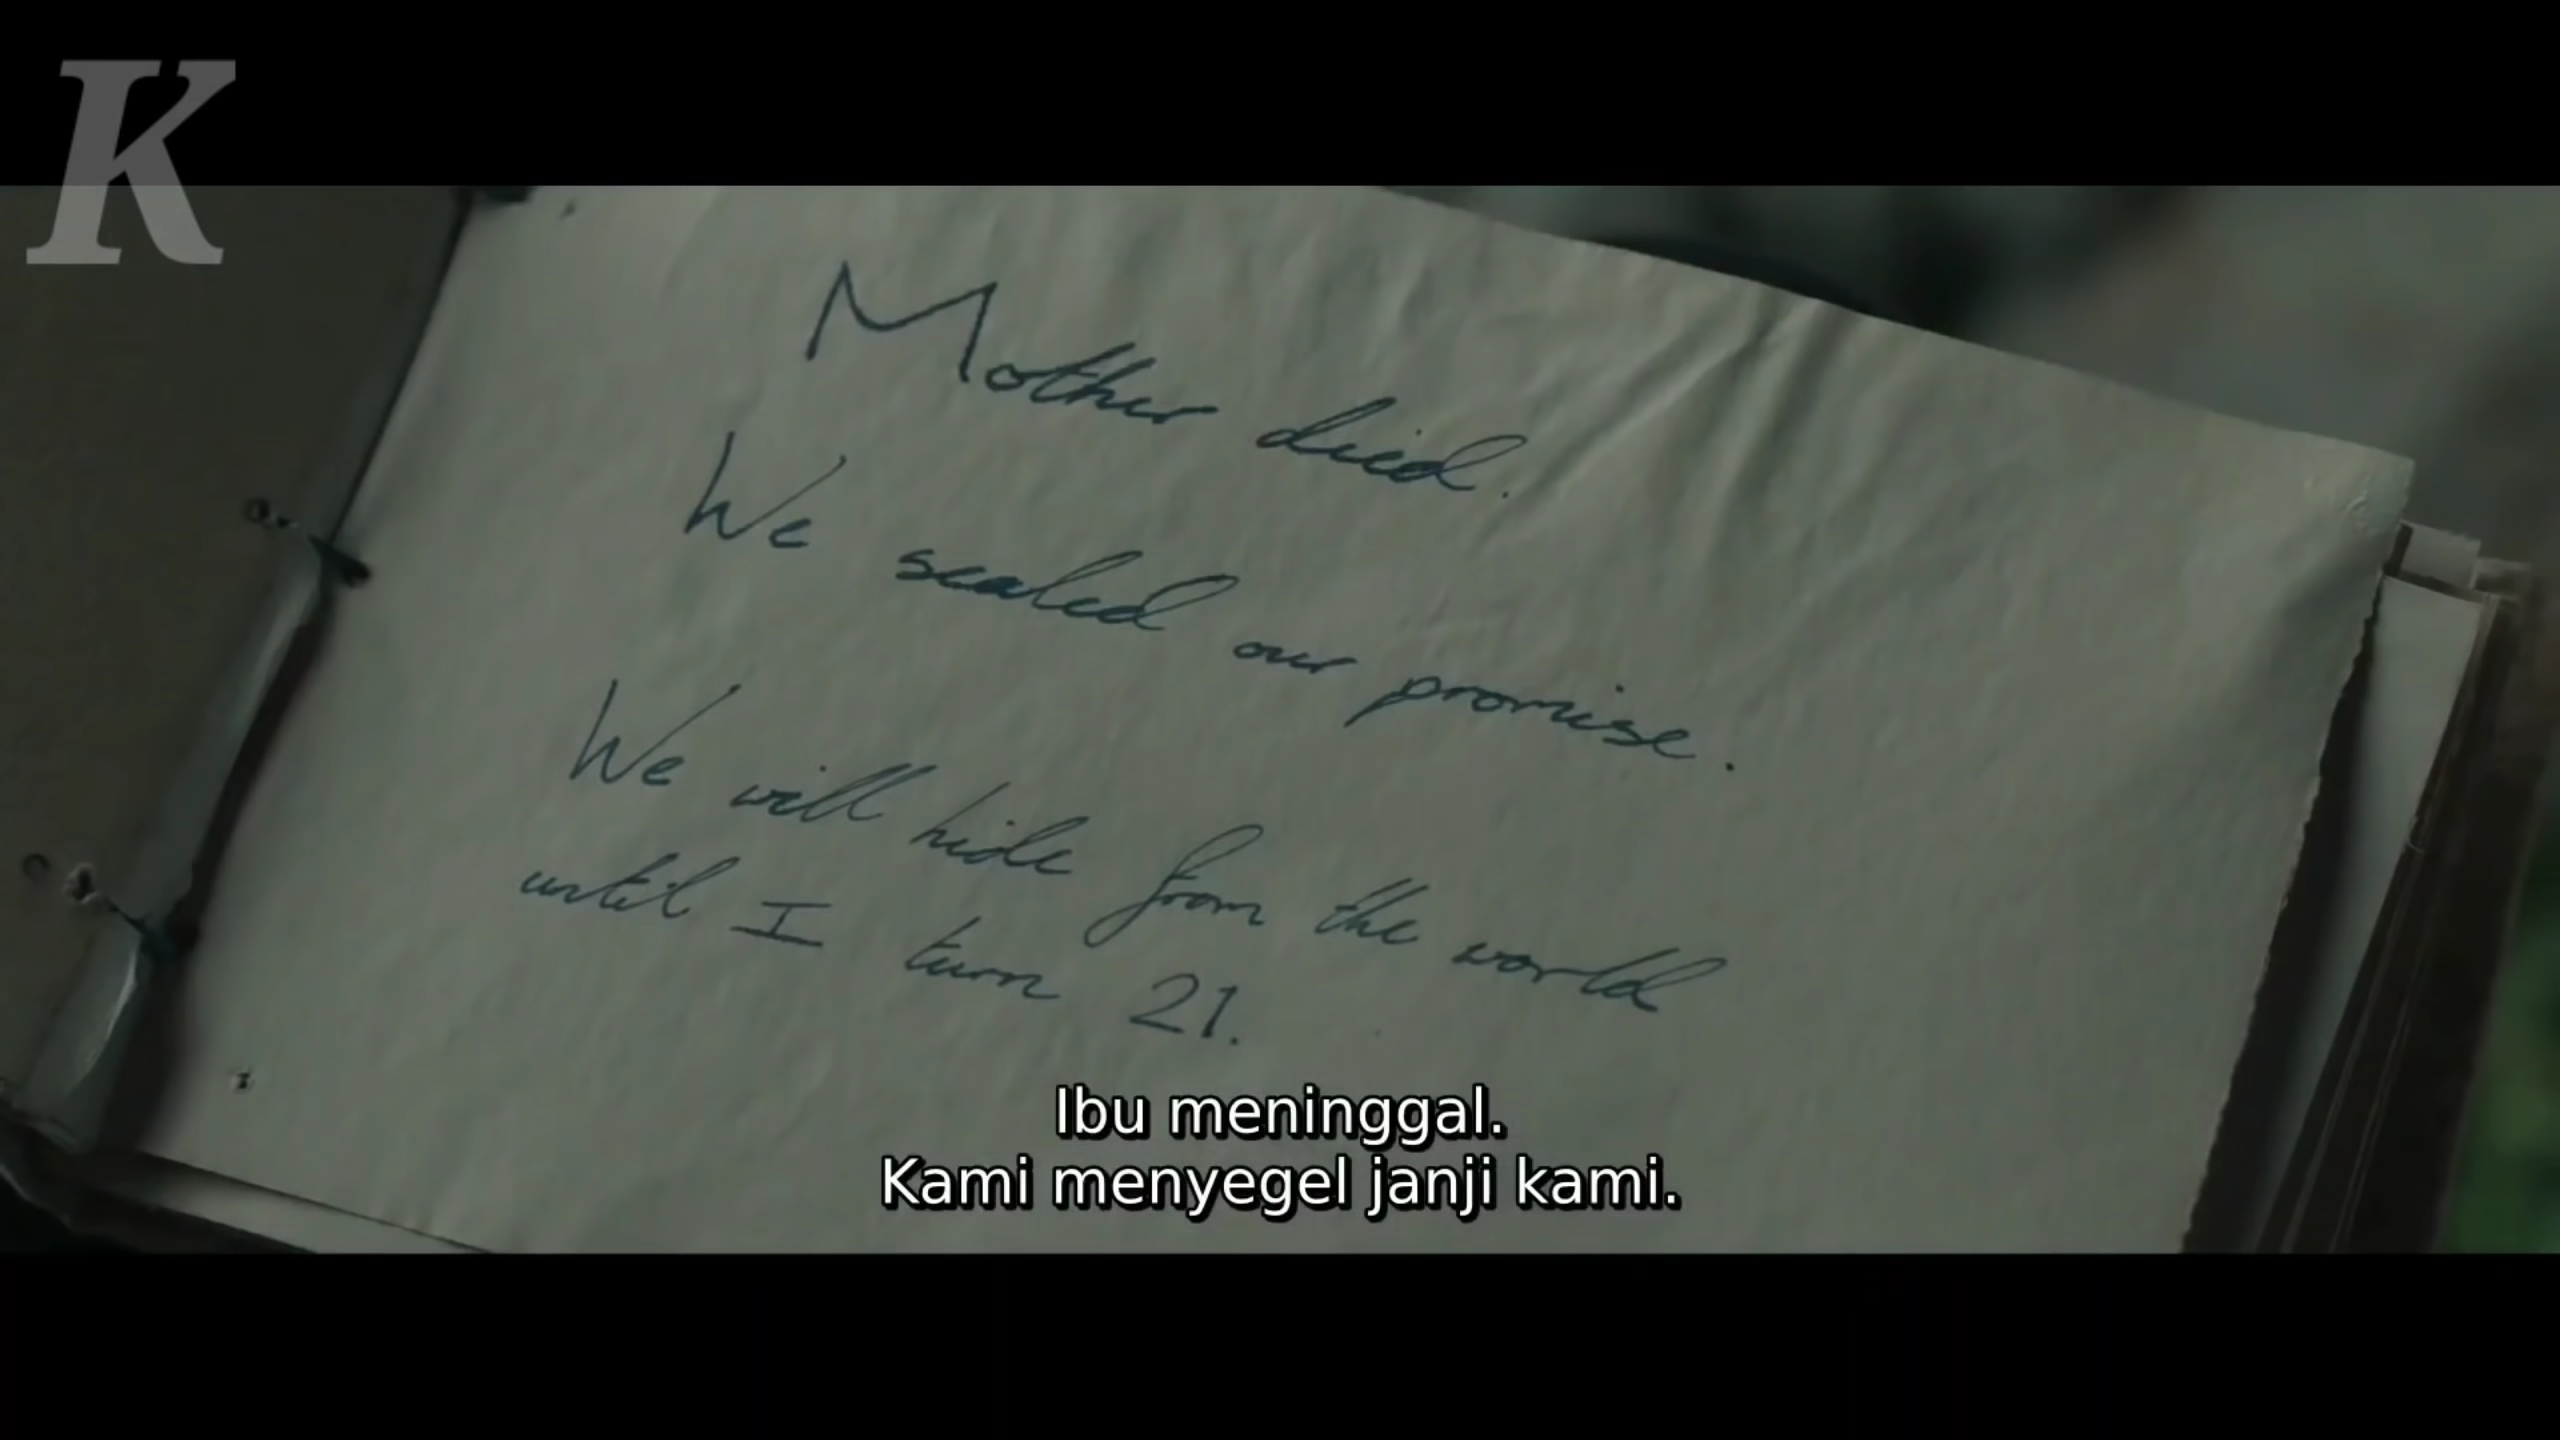 K
Mother died.
We sealed our promise.
We will hide from the world
until I turn 21.
Ibu meninggal.
Kami menyegel janji kami.